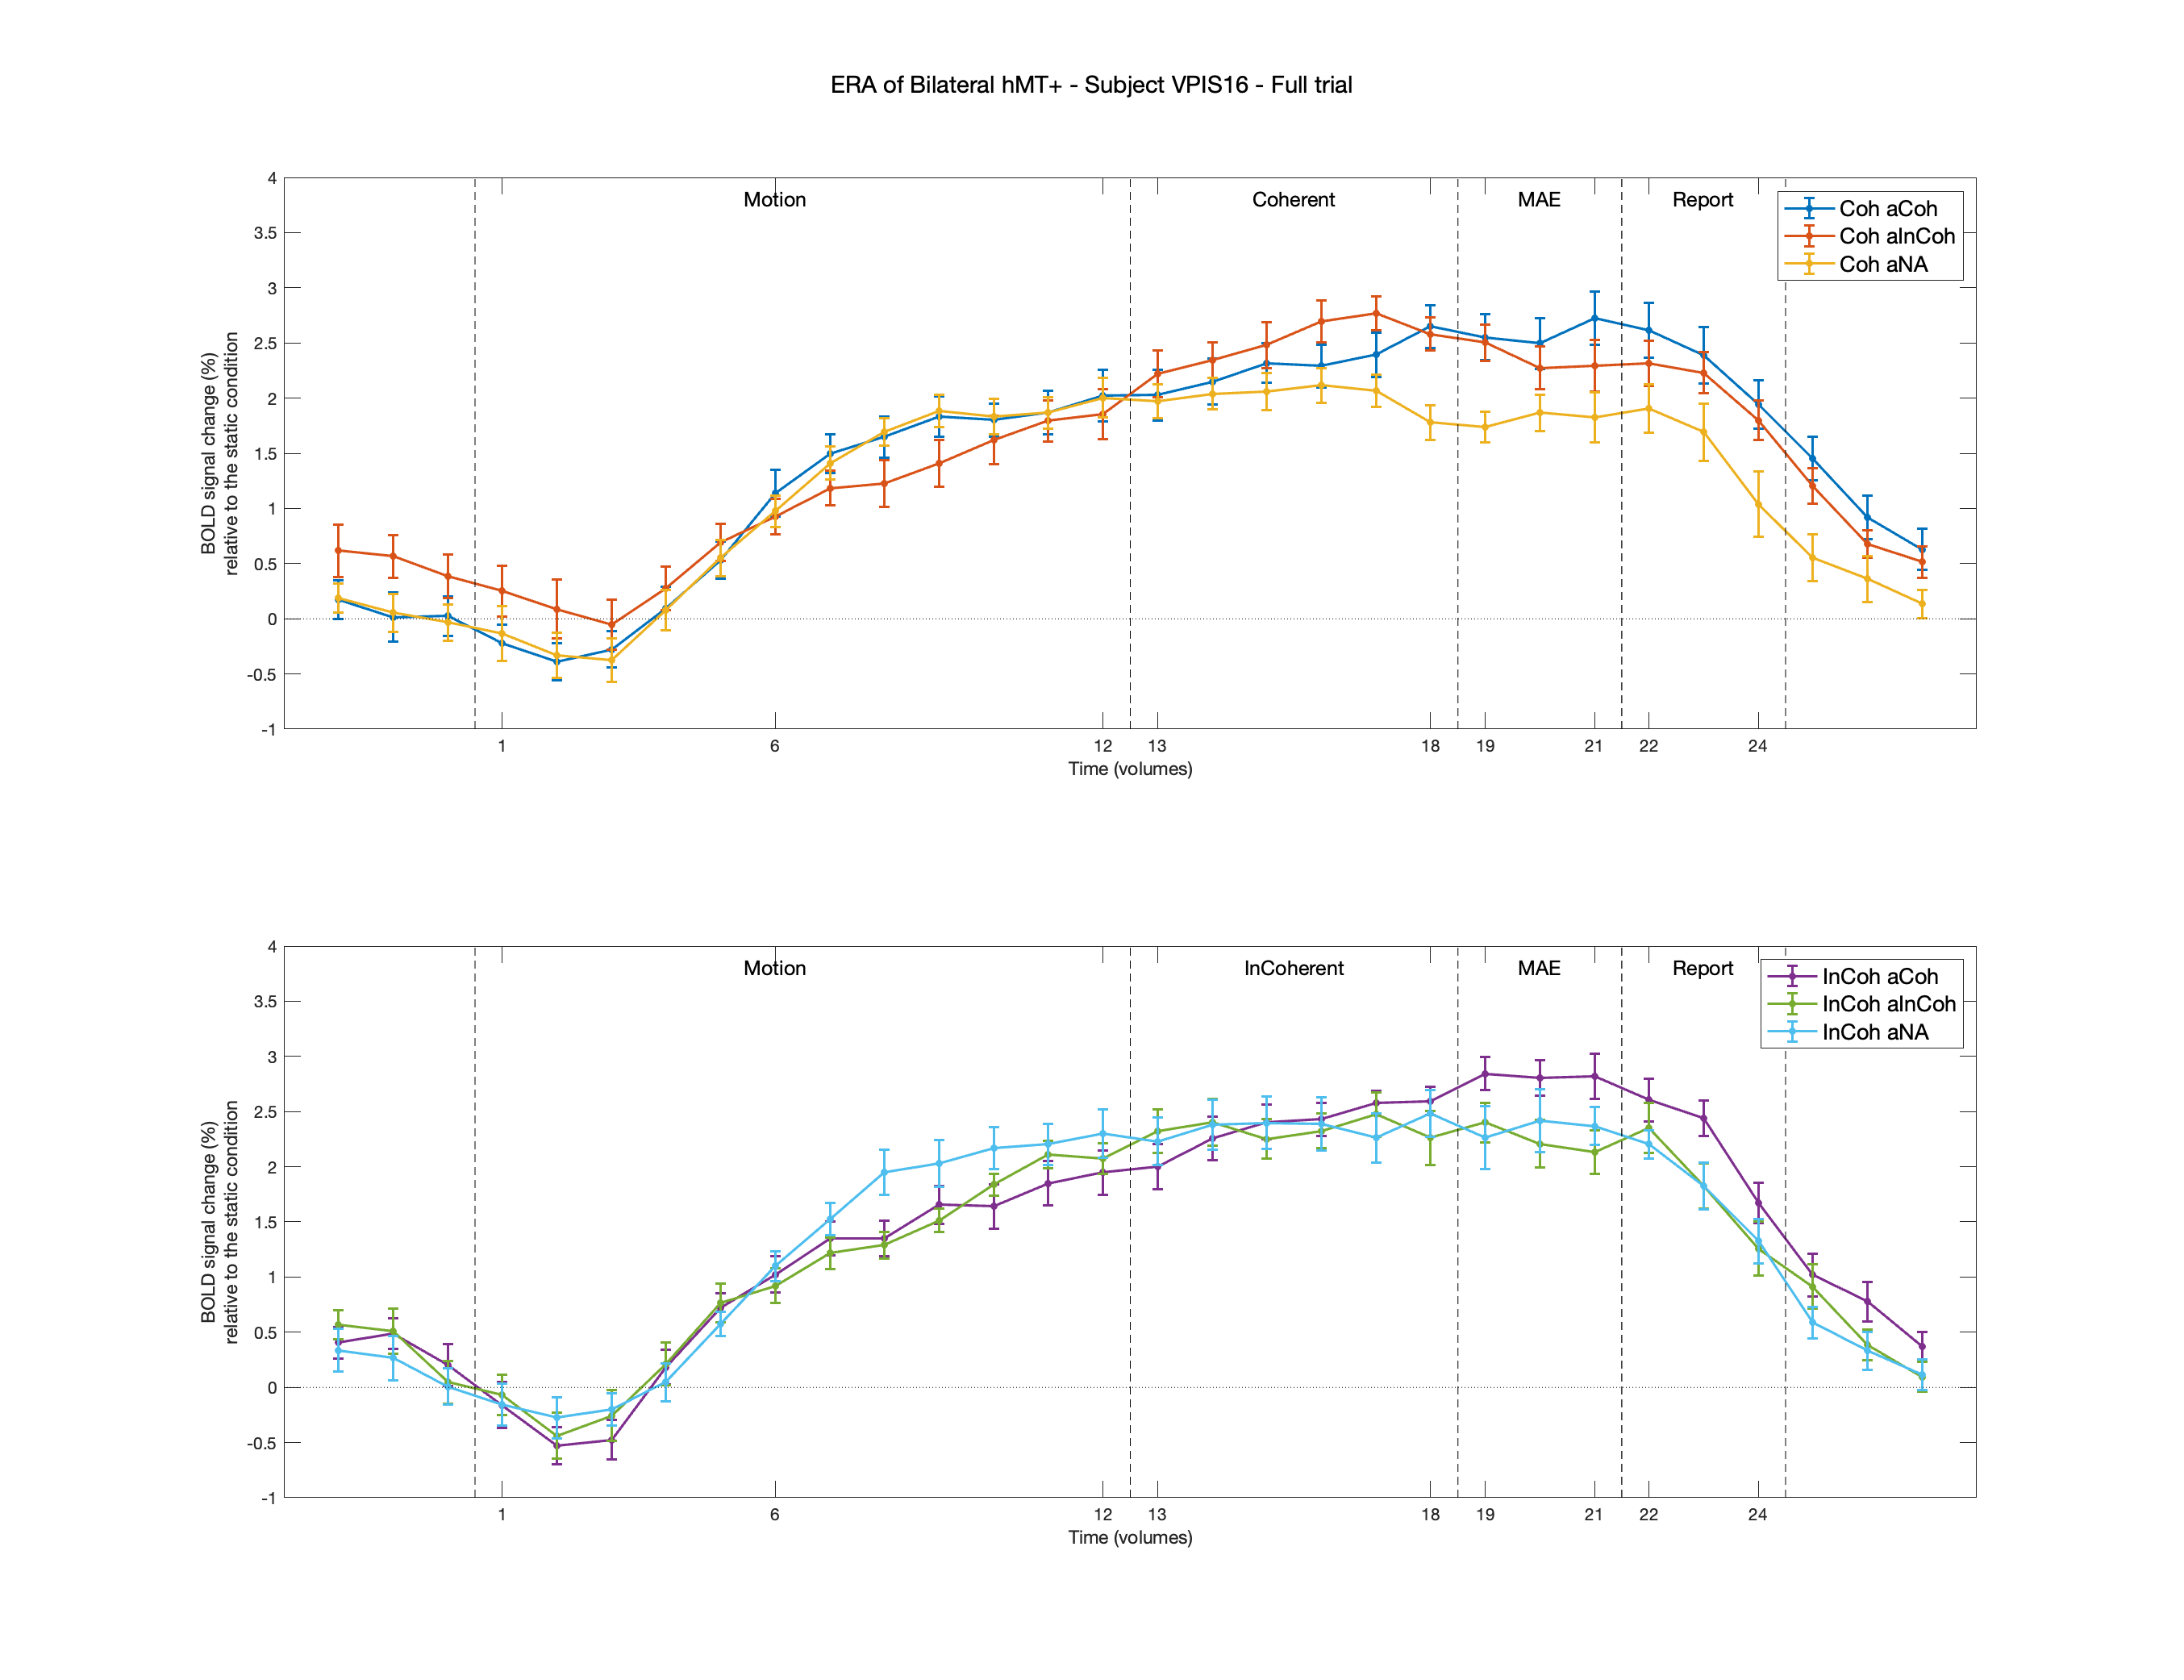 ERA of Bilateral hMT+ - Subject VPIS16 - Full trial
Motion Coherent MAE Report
Coh aCoh
Coh aInCoh
Coh aNA
4
3.5
3
2.5
2
1.5
1
0.5
0
-0.5
-1
BOLD signal change (%)
relative to the static condition
1 6 12 13 18 19 21 22 24
Time (volumes)
Motion InCoherent MAE Report
InCoh aCoh
InCoh aInCoh
InCoh aNA
4
3.5
3
2.5
2
1.5
1
0.5
0
-0.5
-1
BOLD signal change (%)
relative to the static condition
1 6 12 13 18 19 21 22 24
Time (volumes)